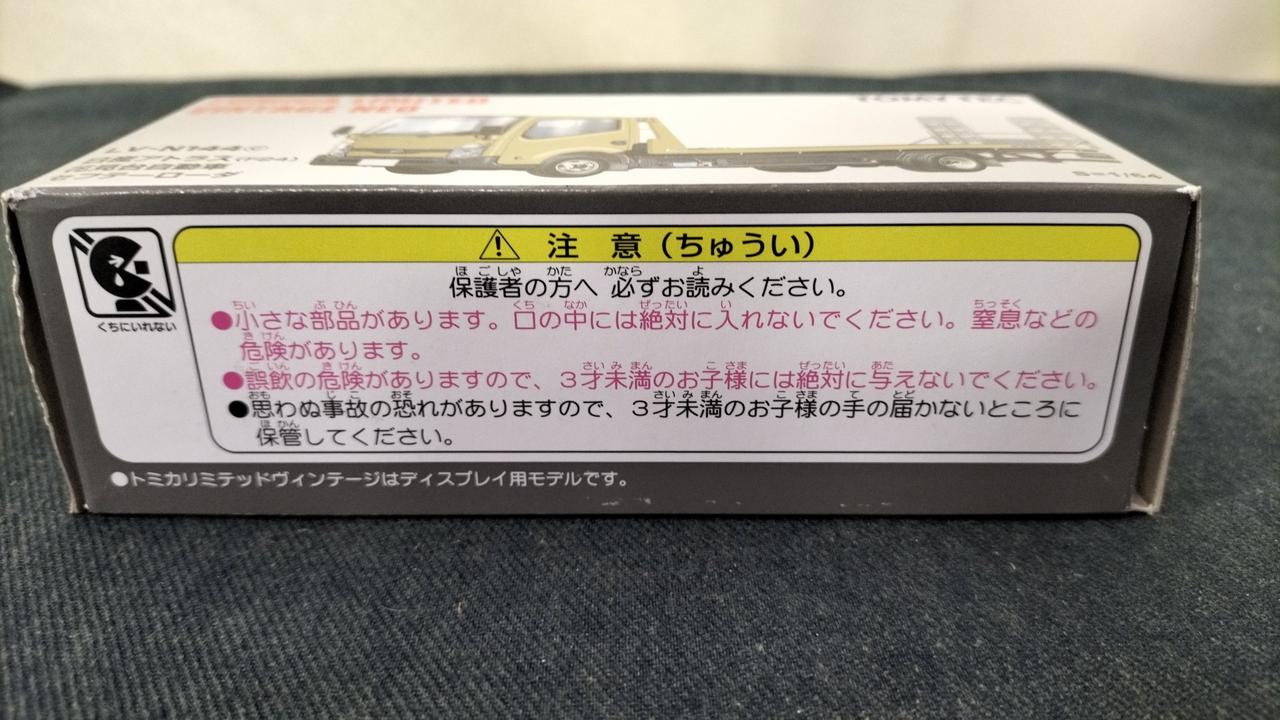 LV-N144
S=1/64
くちにいれない
注 意（ちゅうい）
保護者の方へ 必ずお読みください。
●小さな部品があります。口の中には絶対に入れないでください。窒息などの
危険があります。
●誤飲の危険がありますので、３才未満のお子様には絶対に与えないでください。
●思わぬ事故の恐れがありますので、３才未満のお子様の手の届かないところに
保管してください。
●トミカリミテッドヴィンテージはディスプレイ用モデルです。